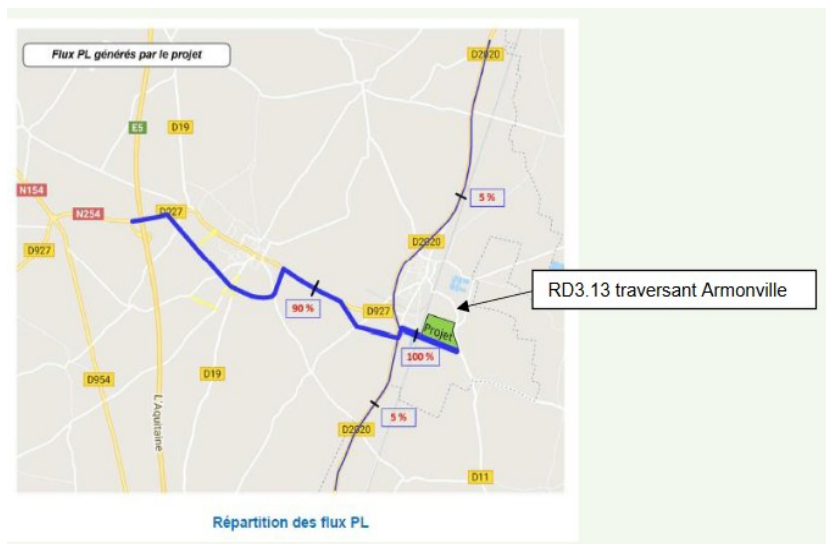 Flux PL générés par le projet
D2020
E5
D19
5 %
N154
D927
N254
D2020
D927
RD3.13 traversant Armonville
90 %
D927
Projet
100 %
D954
D19
L'Aquitaine
5 %
D2020
D11
Répartition des flux PL